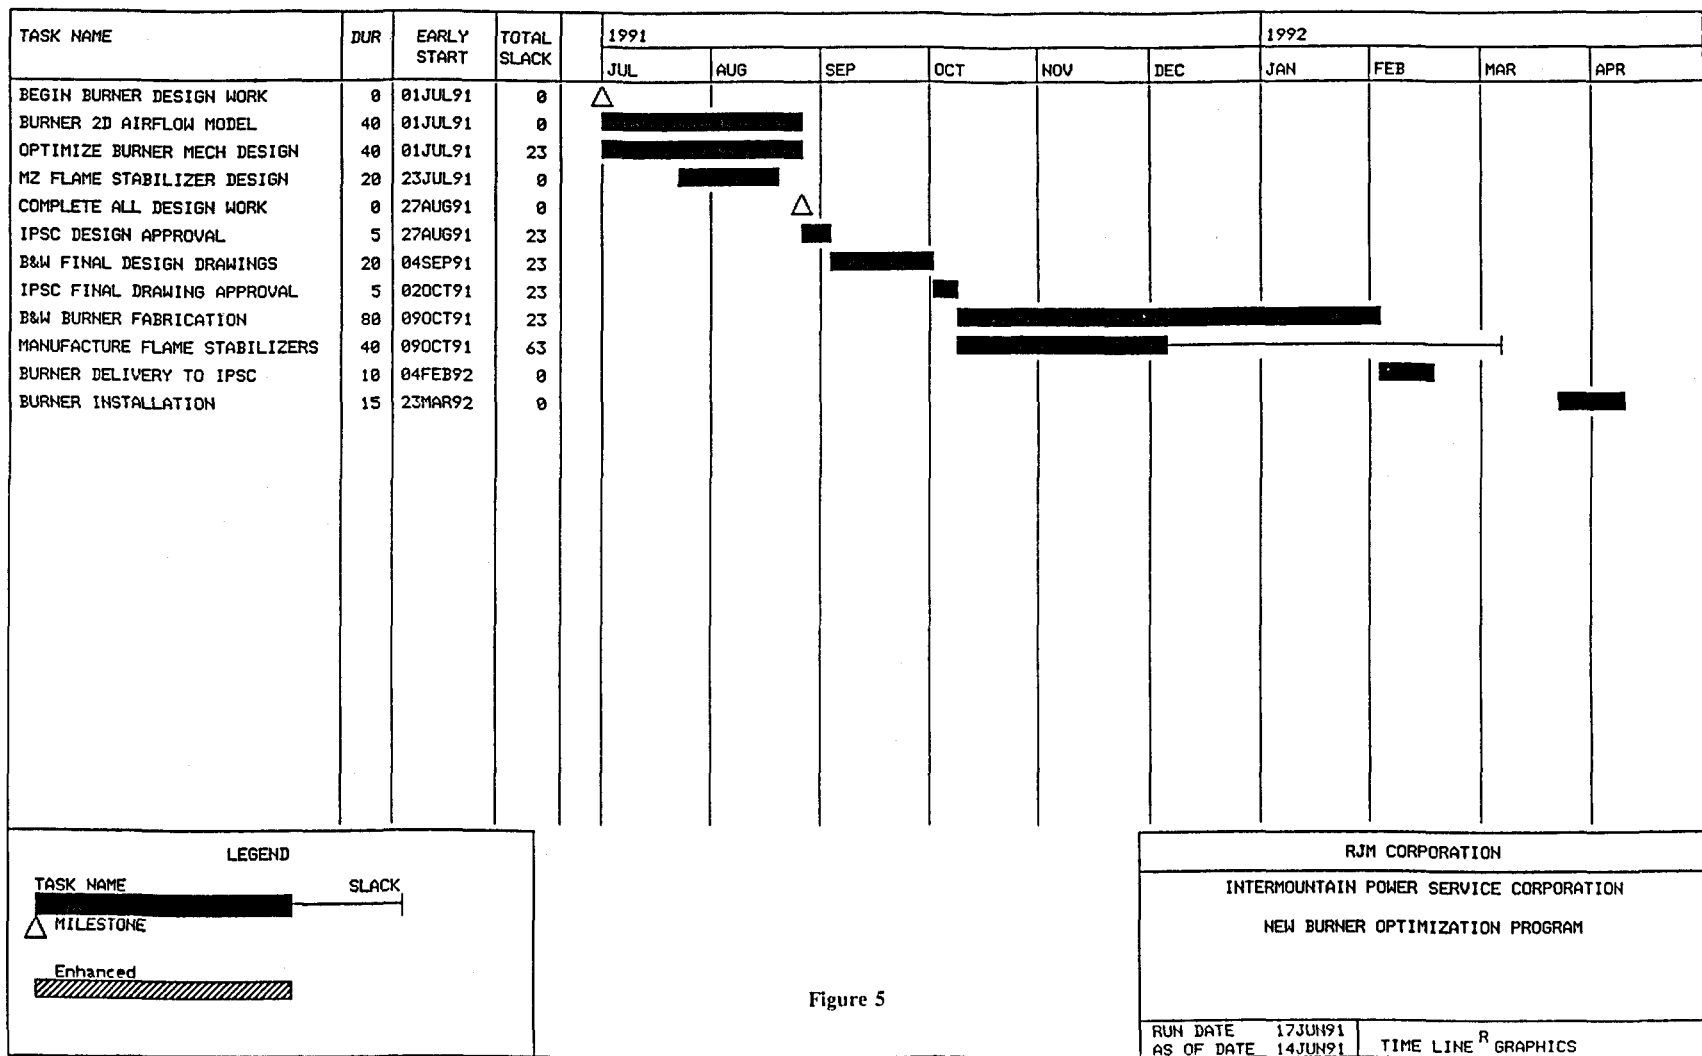 TASK NAME DUR EARLY START TOTAL SLACK 1991 1992
JUL AUG SEP OCT NOV DEC JAN FEB MAR APR
BEGIN BURNER DESIGN WORK 0 01JUL91 0
BURNER 2D AIRFLOW MODEL 40 01JUL91 0
OPTIMIZE BURNER MECH DESIGN 40 01JUL91 23
MZ FLAME STABILIZER DESIGN 20 23JUL91 0
COMPLETE ALL DESIGN WORK 0 27AUG91 0
IPSC DESIGN APPROVAL 5 27AUG91 23
B&W FINAL DESIGN DRAWINGS 20 04SEP91 23
IPSC FINAL DRAWING APPROVAL 5 02OCT91 23
B&W BURNER FABRICATION 80 09OCT91 23
MANUFACTURE FLAME STABILIZERS 40 09OCT91 63
BURNER DELIVERY TO IPSC 10 04FEB92 0
BURNER INSTALLATION 15 23MAR92 0
LEGEND
TASK NAME SLACK
MILESTONE
Enhanced
Figure 5
RJM CORPORATION
INTERMOUNTAIN POWER SERVICE CORPORATION
NEW BURNER OPTIMIZATION PROGRAM
RUN DATE 17JUN91
AS OF DATE 14JUN91
TIME LINE R GRAPHICS